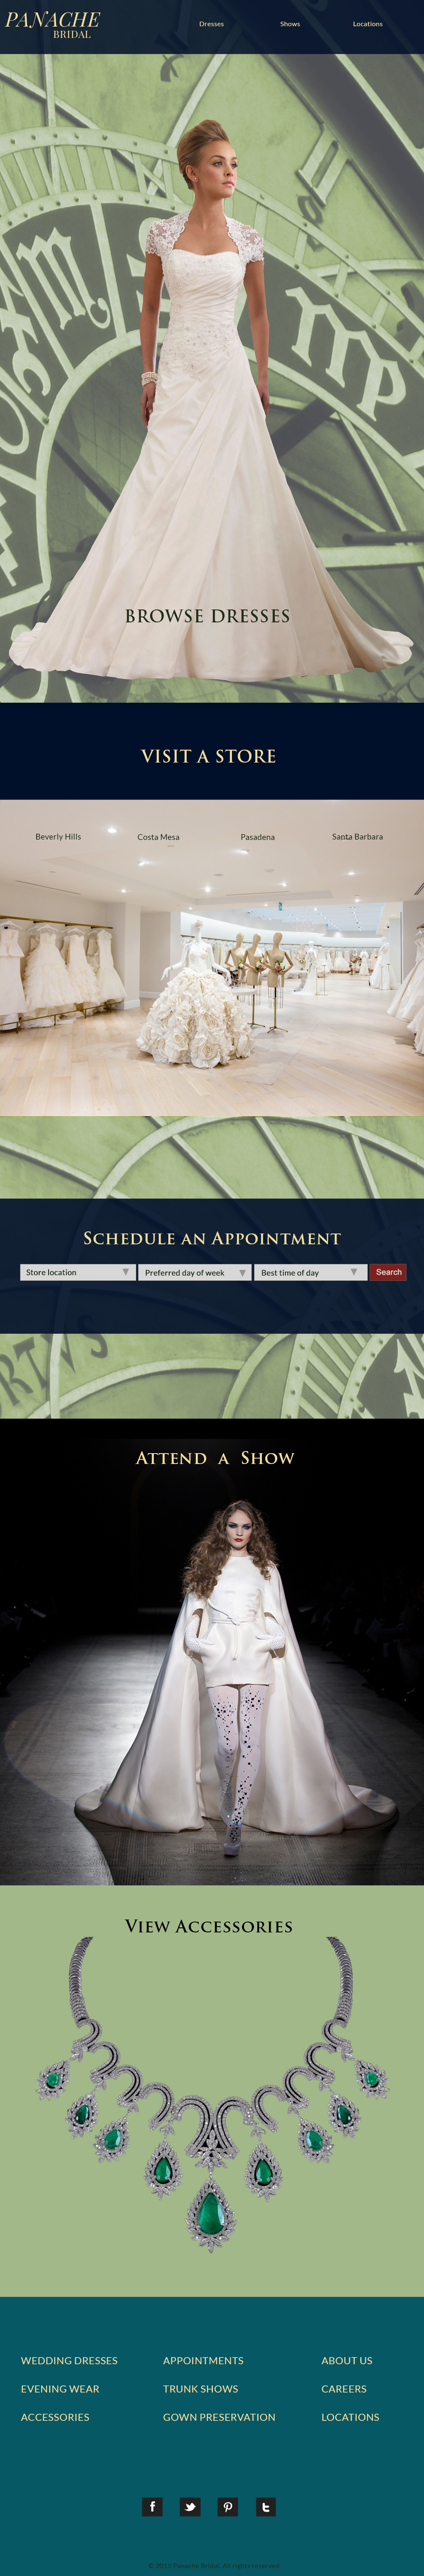 PANACHE
BRIDAL
Dresses
Shows
Locations
BROWSE DRESSES
VISIT A STORE
Beverly Hills
Costa Mesa
Pasadena
Santa Barbara
SCHEDULE AN APPOINTMENT
Store location
Preferred day of week
Best time of day
Search
ATTEND A SHOW
VIEW ACCESSORIES
WEDDING DRESSES
APPOINTMENTS
ABOUT US
EVENING WEAR
TRUNK SHOWS
CAREERS
ACCESSORIES
GOWN PRESERVATION
LOCATIONS
© 2015 Panache Bridal. All rights reserved.